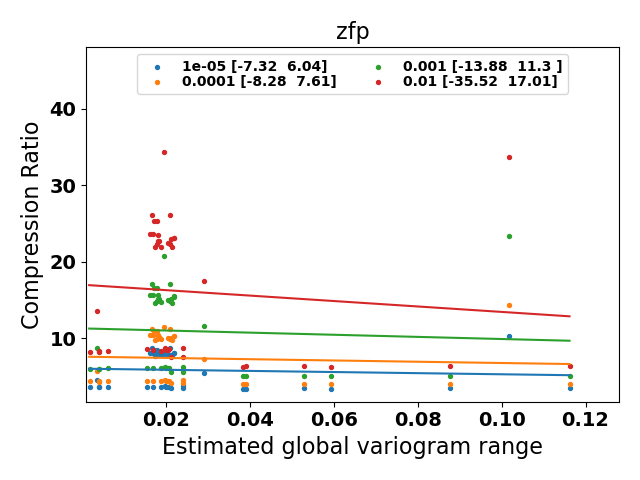 zfp
1e-05 [-7.32  6.04]
0.0001 [-8.28  7.61]
0.001 [-13.88  11.3 ]
0.01 [-35.52  17.01]
Compression Ratio
40
30
20
10
0.02 0.04 0.06 0.08 0.10 0.12
Estimated global variogram range